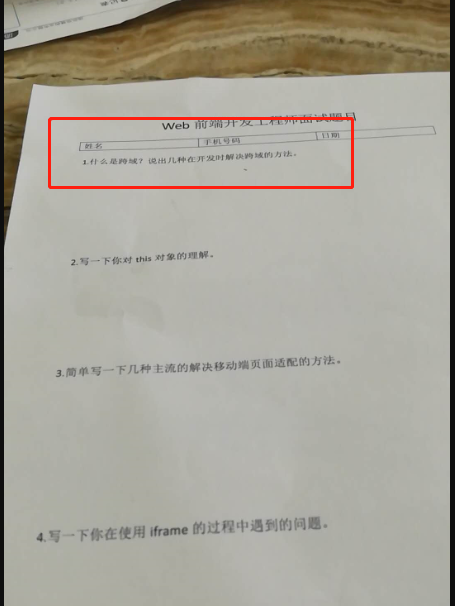 Web 前端开发工程师面试题目
姓名 手机号码 日期
1.什么是跨域？说出几种在开发时解决跨域的方法。
2.写一下你对 this 对象的理解。
3.简单写一下几种主流的解决移动端页面适配的方法。
4.写一下你在使用 iframe 的过程中遇到的问题。